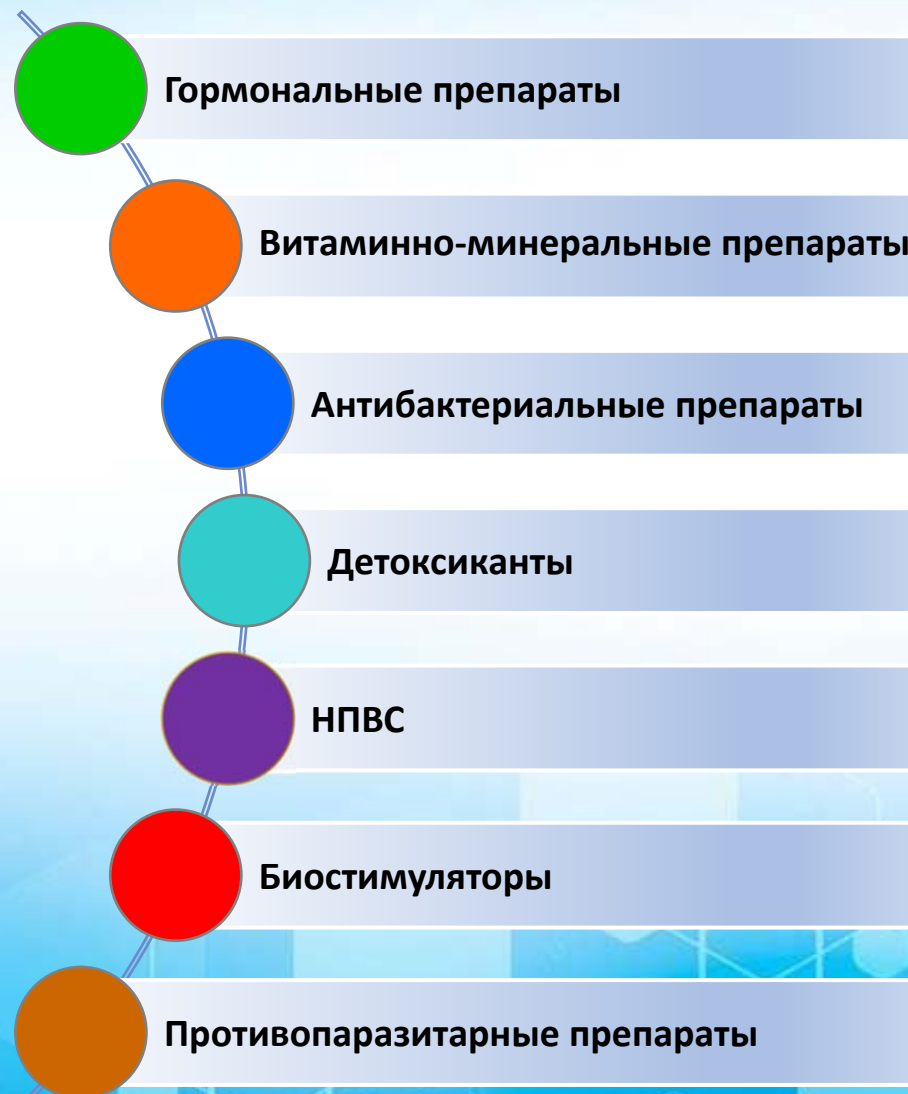 Гормональные препараты
Витаминно-минеральные препараты
Антибактериальные препараты
Детоксиканты
НПВС
Биостимуляторы
Противопаразитарные препараты